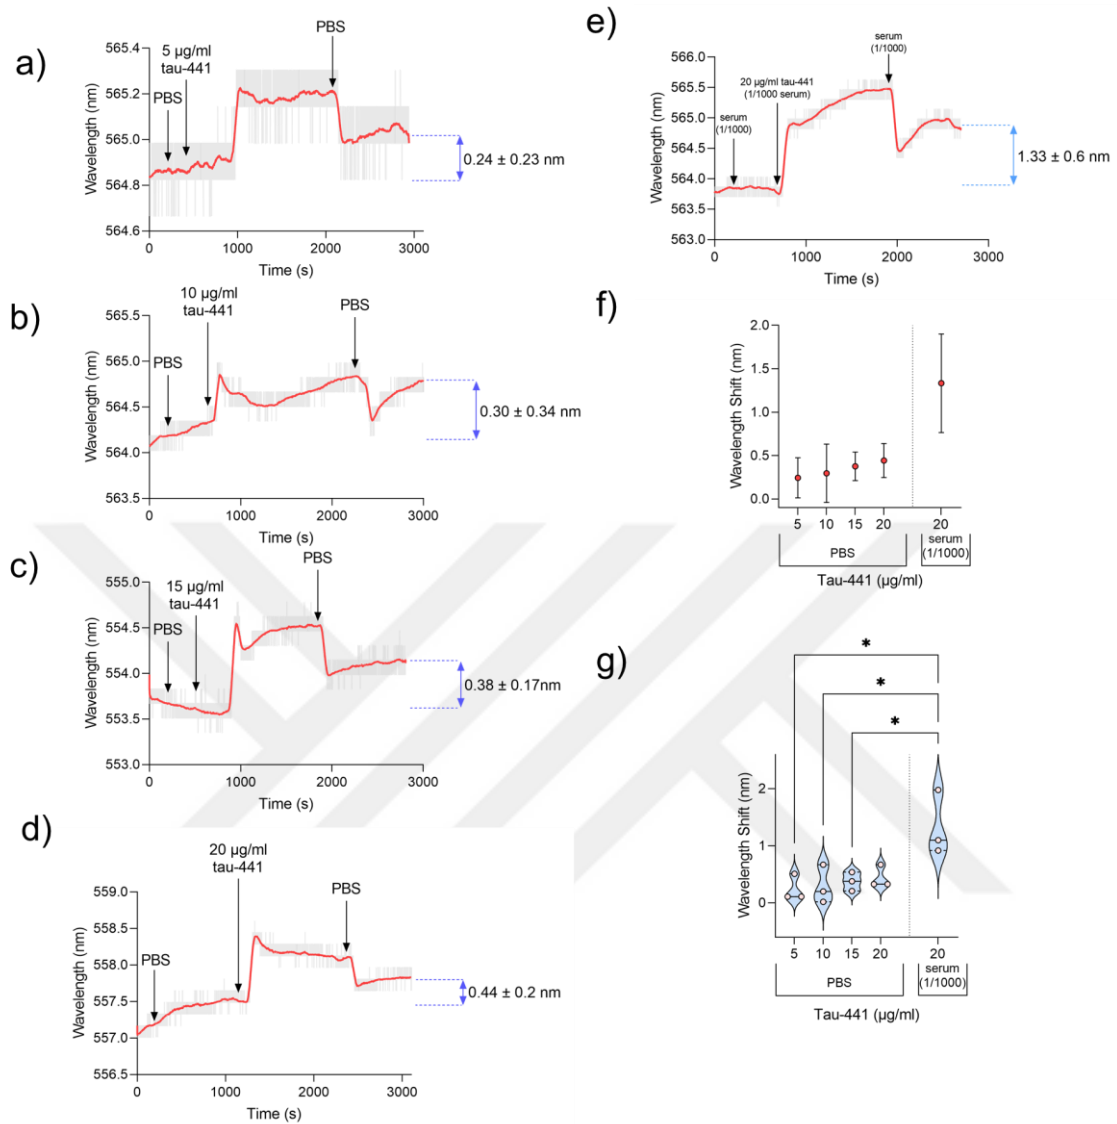 a)
565.4
565.2
565.0
564.8
564.6
Wavelength (nm)
PBS
5 µg/ml
tau-441
PBS
0.24 ± 0.23 nm
0
1000
2000
3000
Time (s)
b)
565.5
565.0
564.5
564.0
563.5
Wavelength (nm)
PBS
10 µg/ml
tau-441
PBS
0.30 ± 0.34 nm
0
1000
2000
3000
Time (s)
c)
555.0
554.5
554.0
553.5
553.0
Wavelength (nm)
PBS
15 µg/ml
tau-441
PBS
0.38 ± 0.17nm
0
1000
2000
3000
Time (s)
d)
559.0
558.5
558.0
557.5
557.0
556.5
Wavelength (nm)
PBS
20 µg/ml
tau-441
PBS
0.44 ± 0.2 nm
0
1000
2000
3000
Time (s)
e)
566.0
565.5
565.0
564.5
564.0
563.5
563.0
Wavelength (nm)
serum
(1/1000)
20 µg/ml tau-441
(1/1000 serum)
serum
(1/1000)
1.33 ± 0.6 nm
0
1000
2000
3000
Time (s)
f)
2.0
1.5
1.0
0.5
0.0
Wavelength Shift (nm)
5
10
15
20
20
PBS
serum
(1/1000)
Tau-441 (µg/ml)
g)
*
*
*
2
1
0
Wavelength Shift (nm)
5
10
15
20
20
PBS
serum
(1/1000)
Tau-441 (µg/ml)